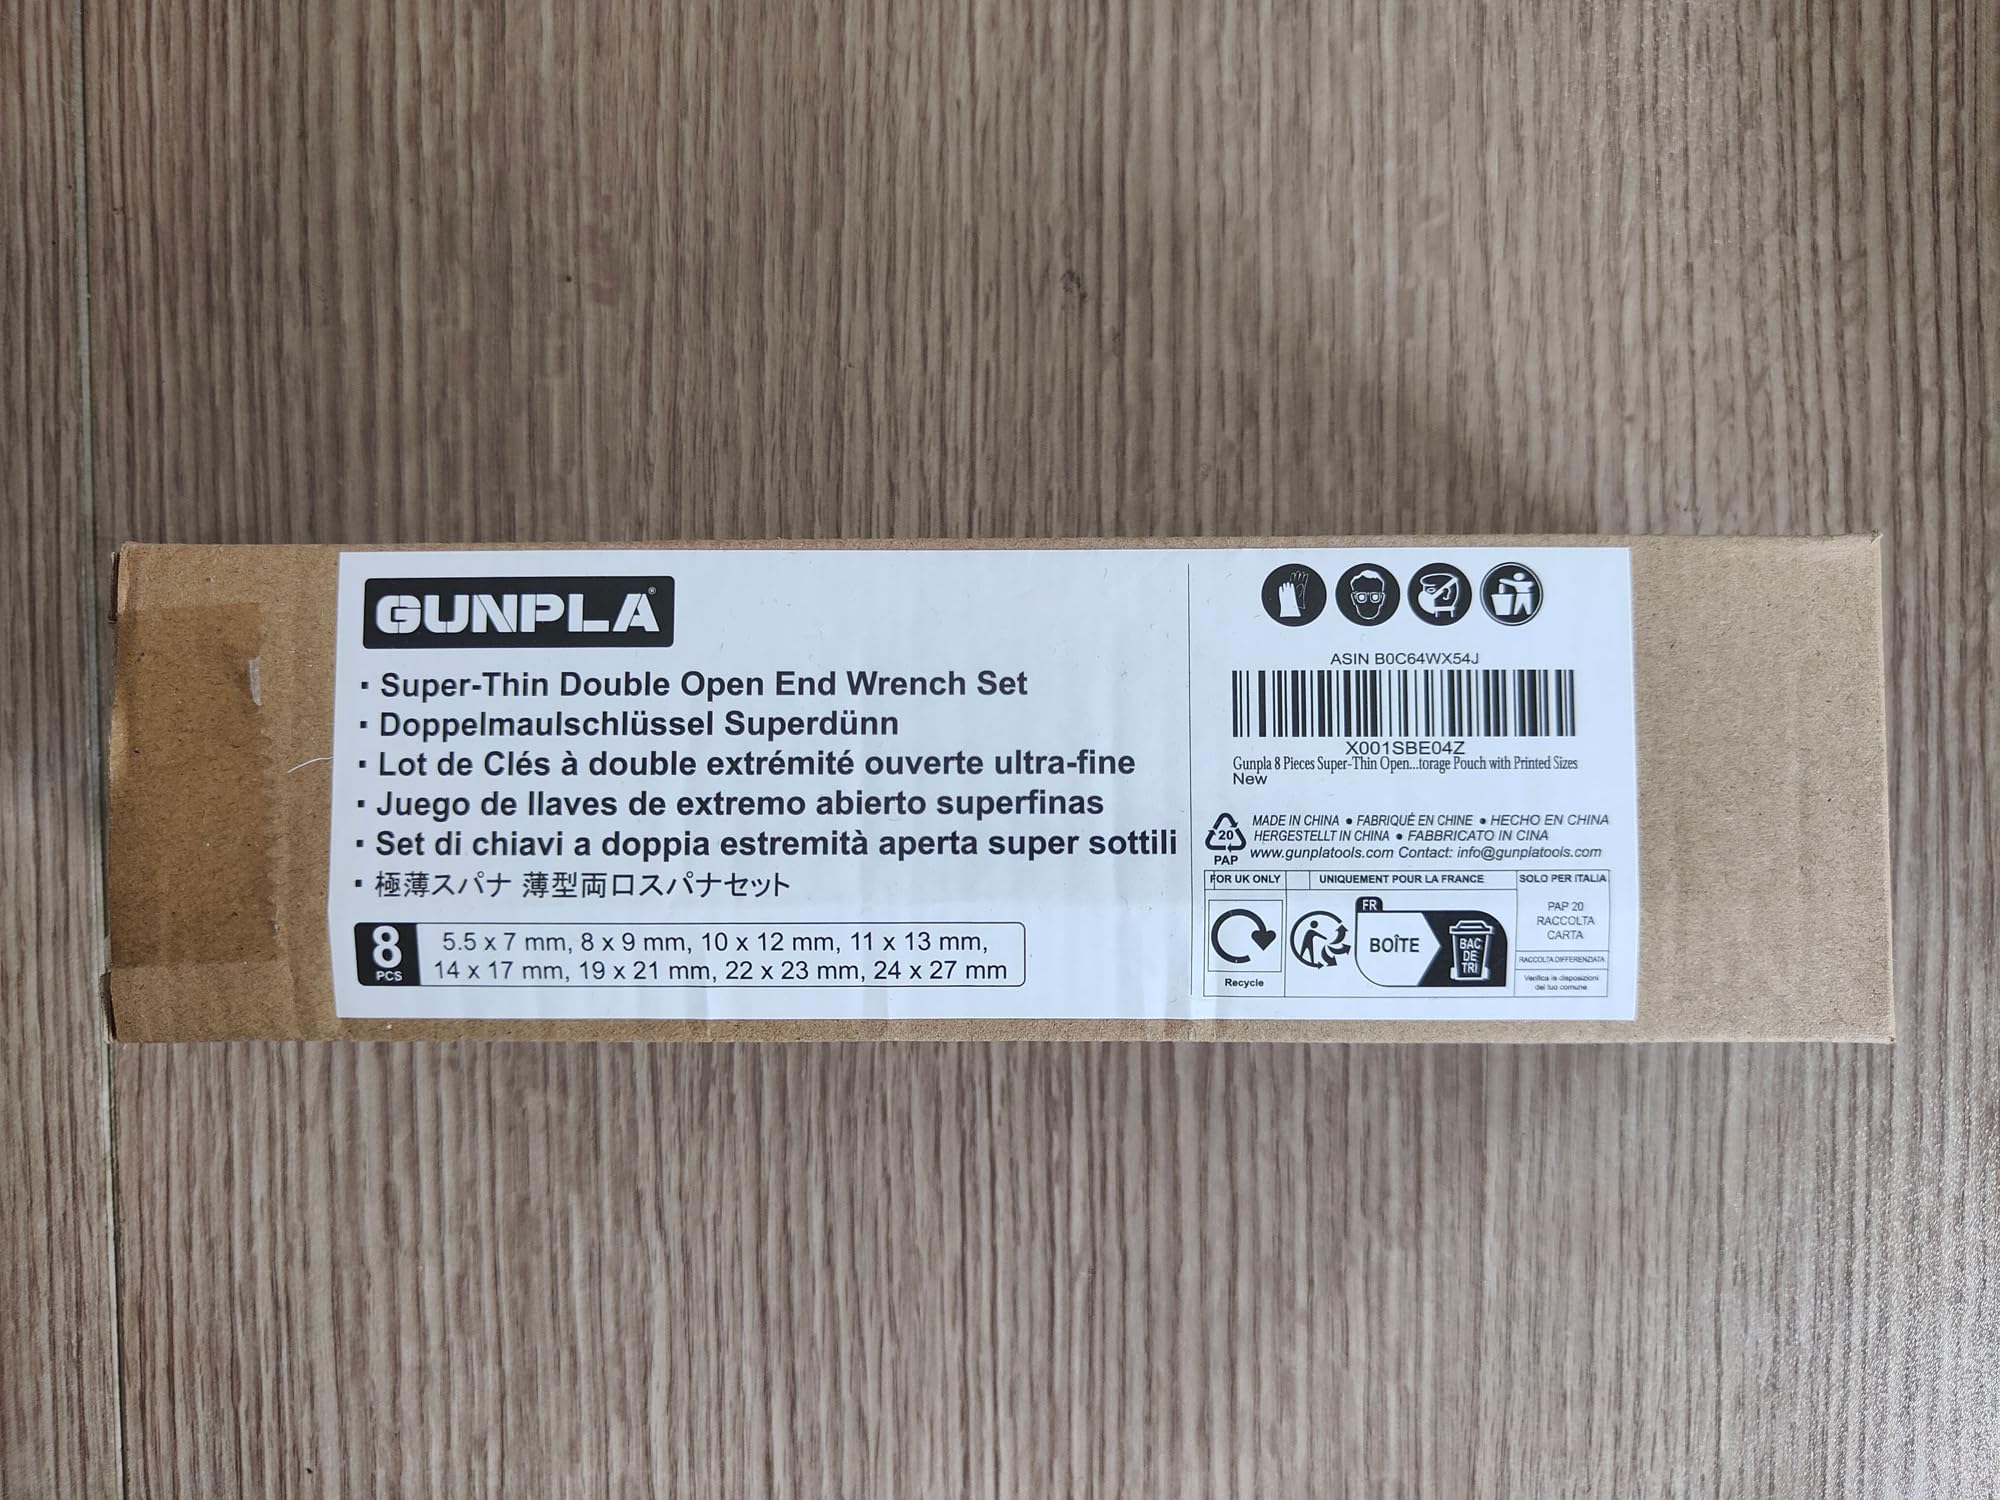 GUNPLA®
· Super-Thin Double Open End Wrench Set
· Doppelmaulschlüssel Superdünn
· Lot de Clés à double extrémité ouverte ultra-fine
· Juego de llaves de extremo abierto superfinas
· Set di chiavi a doppia estremità aperta super sottili
· 極薄スパナ 薄型両口スパナセット
8 PCS
5.5 x 7 mm, 8 x 9 mm, 10 x 12 mm, 11 x 13 mm,
14 x 17 mm, 19 x 21 mm, 22 x 23 mm, 24 x 27 mm
ASIN B0C64WX54J
X001SBE04Z
Gunpla 8 Pieces Super-Thin Open...torage Pouch with Printed Sizes
New
20
PAP
MADE IN CHINA ● FABRIQUÉ EN CHINE ● HECHO EN CHINA
HERGESTELLT IN CHINA ● FABBRICATO IN CINA
www.gunplatools.com Contact: info@gunplatools.com
FOR UK ONLY
Recycle
UNIQUEMENT POUR LA FRANCE
FR
BOÎTE
BAC
DE
TRI
SOLO PER ITALIA
PAP 20
RACCOLTA
CARTA
RACCOLTA DIFFERENZIATA
Verifica le disposizioni
del tuo comune